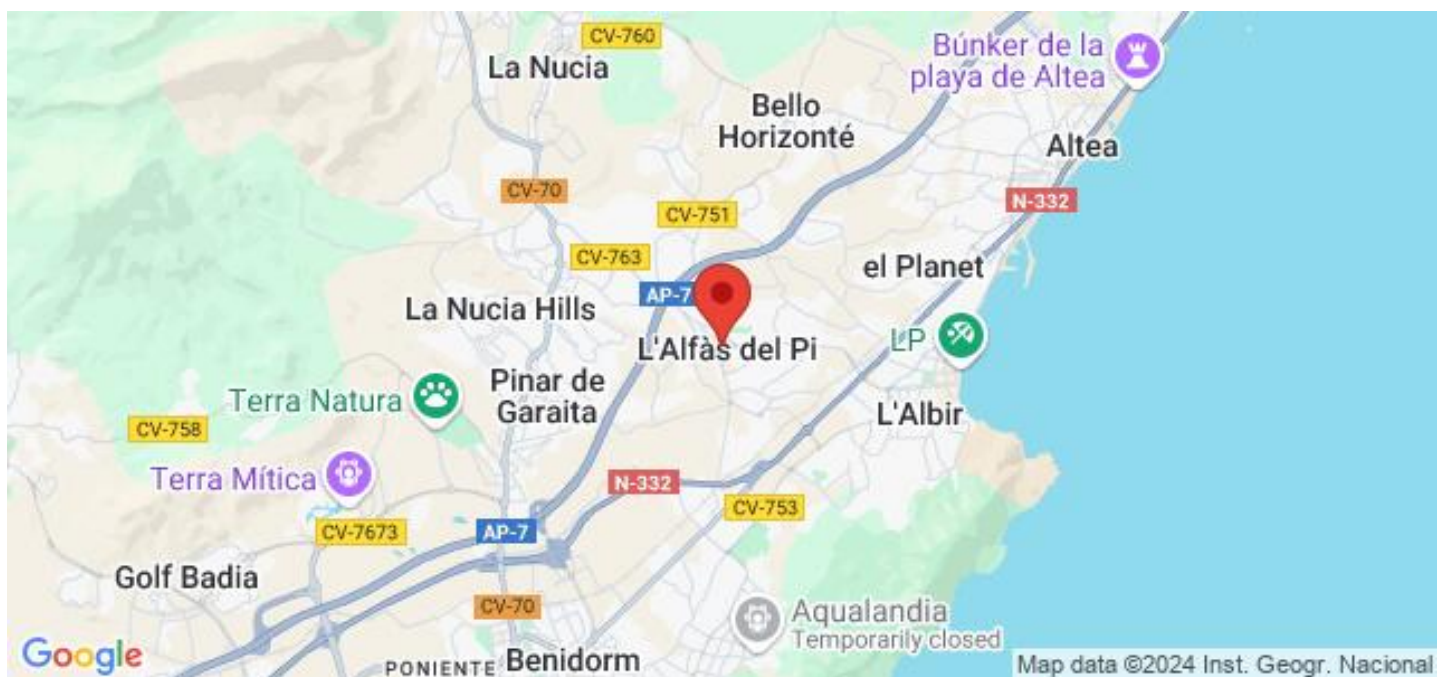 CV-760
La Nucia
Búnker de la
playa de Altea
Bello
Horizonté
Altea
CV-70
N-332
CV-751
CV-763
el Planet
AP-7
La Nucia Hills
L'Alfàs del Pi
LP
Pinar de
Garaita
Terra Natura
L'Albir
CV-758
Terra Mítica
N-332
CV-753
CV-7673
AP-7
Golf Badia
CV-70
Aqualandia
Temporarily closed
PONIENTE
Benidorm
Google
Map data ©2024 Inst. Geogr. Nacional